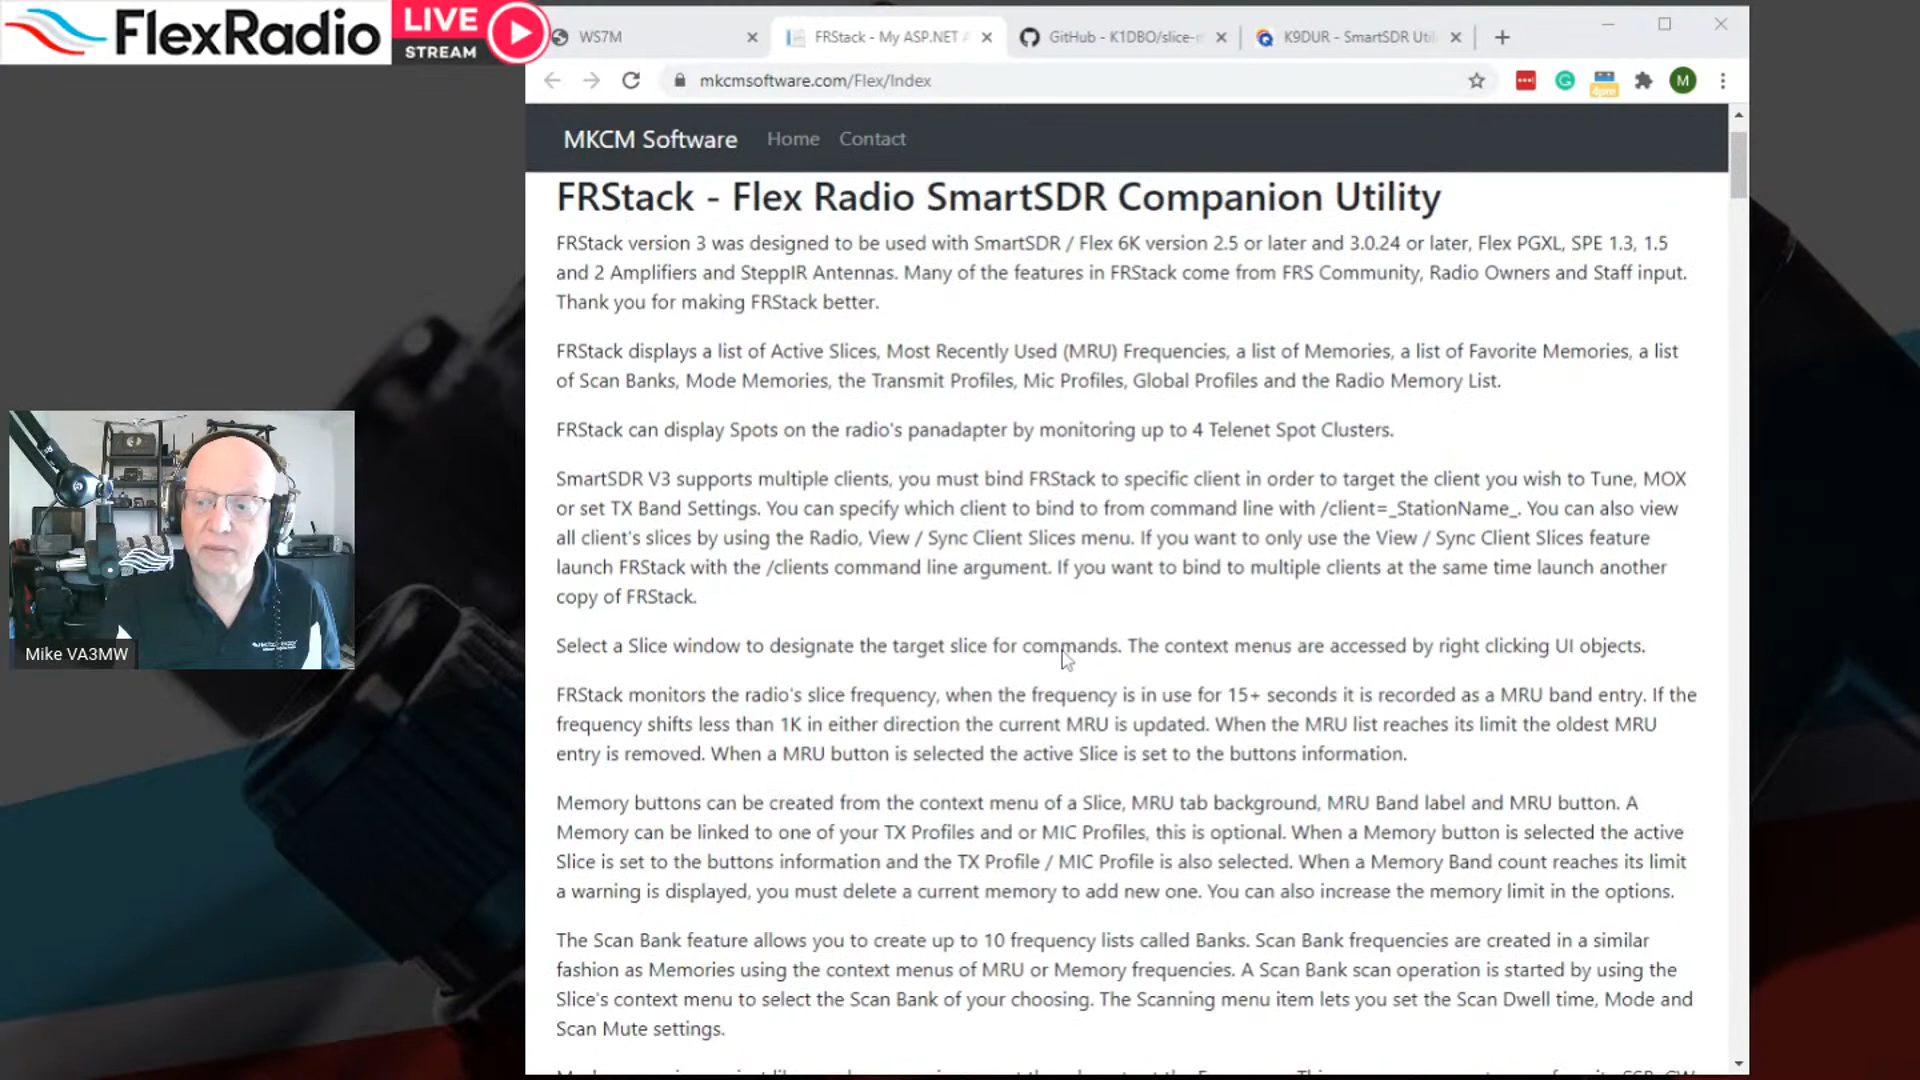 FlexRadio
LIVE
STREAM
WS7M
FRStack - My ASP.NET A
GitHub - K1DBO/slice-m
K9DUR - SmartSDR Util
mkcmsoftware.com/Flex/Index
4pm
M
MKCM Software
Home
Contact
FRStack - Flex Radio SmartSDR Companion Utility
FRStack version 3 was designed to be used with SmartSDR / Flex 6K version 2.5 or later and 3.0.24 or later, Flex PGXL, SPE 1.3, 1.5
and 2 Amplifiers and SteppIR Antennas. Many of the features in FRStack come from FRS Community, Radio Owners and Staff input.
Thank you for making FRStack better.
FRStack displays a list of Active Slices, Most Recently Used (MRU) Frequencies, a list of Memories, a list of Favorite Memories, a list
of Scan Banks, Mode Memories, the Transmit Profiles, Mic Profiles, Global Profiles and the Radio Memory List.
FRStack can display Spots on the radio's panadapter by monitoring up to 4 Telenet Spot Clusters.
SmartSDR V3 supports multiple clients, you must bind FRStack to specific client in order to target the client you wish to Tune, MOX
or set TX Band Settings. You can specify which client to bind to from command line with /client=_StationName_. You can also view
all client's slices by using the Radio, View / Sync Client Slices menu. If you want to only use the View / Sync Client Slices feature
launch FRStack with the /clients command line argument. If you want to bind to multiple clients at the same time launch another
copy of FRStack.
Select a Slice window to designate the target slice for commands. The context menus are accessed by right clicking UI objects.
FRStack monitors the radio's slice frequency, when the frequency is in use for 15+ seconds it is recorded as a MRU band entry. If the
frequency shifts less than 1K in either direction the current MRU is updated. When the MRU list reaches its limit the oldest MRU
entry is removed. When a MRU button is selected the active Slice is set to the buttons information.
Memory buttons can be created from the context menu of a Slice, MRU tab background, MRU Band label and MRU button. A
Memory can be linked to one of your TX Profiles and or MIC Profiles, this is optional. When a Memory button is selected the active
Slice is set to the buttons information and the TX Profile / MIC Profile is also selected. When a Memory Band count reaches its limit
a warning is displayed, you must delete a current memory to add new one. You can also increase the memory limit in the options.
The Scan Bank feature allows you to create up to 10 frequency lists called Banks. Scan Bank frequencies are created in a similar
fashion as Memories using the context menus of MRU or Memory frequencies. A Scan Bank scan operation is started by using the
Slice's context menu to select the Scan Bank of your choosing. The Scanning menu item lets you set the Scan Dwell time, Mode and
Scan Mute settings.
Mike VA3MW